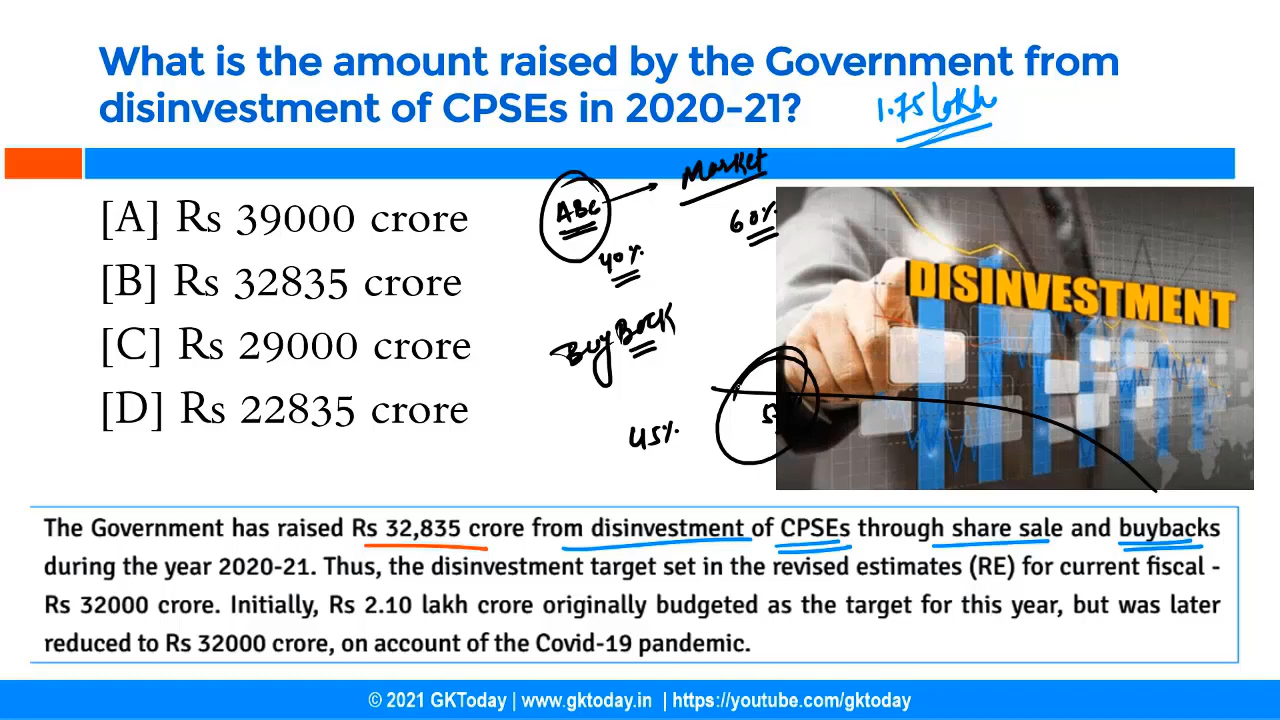 What is the amount raised by the Government from
disinvestment of CPSEs in 2020-21?
1.75 lakh
Market
ABC
60%
40%
[A] Rs 39000 crore
[B] Rs 32835 crore
[C] Rs 29000 crore
[D] Rs 22835 crore
DISINVESTMENT
BuyBack
45%
The Government has raised Rs 32,835 crore from disinvestment of CPSEs through share sale and buybacks
during the year 2020-21. Thus, the disinvestment target set in the revised estimates (RE) for current fiscal -
Rs 32000 crore. Initially, Rs 2.10 lakh crore originally budgeted as the target for this year, but was later
reduced to Rs 32000 crore, on account of the Covid-19 pandemic.
© 2021 GKToday | www.gktoday.in | https://youtube.com/gktoday